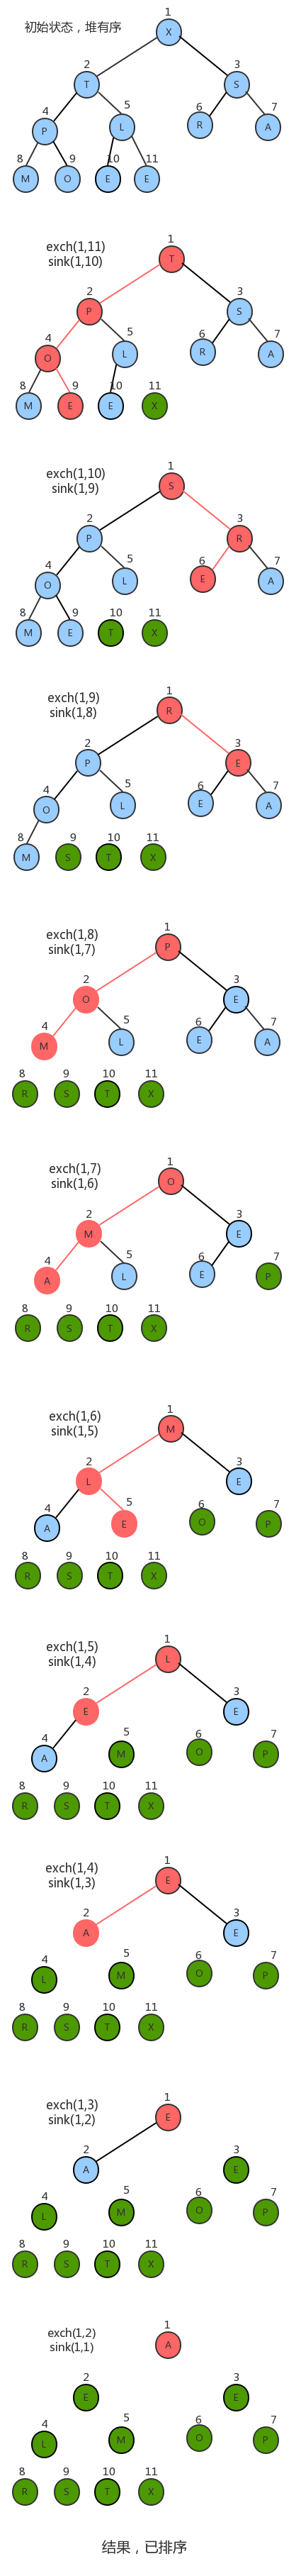 初始状态，堆有序
1
X
2 3
T S
4 5 6 7
P L R A
8 9 10 11
M O E E
exch(1,11)
sink(1,10)
1
T
2 3
P S
4 5 6 7
O L R A
8 9 10 11
M E E X
exch(1,10)
sink(1,9)
1
S
2 3
P R
4 5 6 7
O L E A
8 9 10 11
M E T X
exch(1,9)
sink(1,8)
1
R
2 3
P E
4 5 6 7
O L E A
8 9 10 11
M S T X
exch(1,8)
sink(1,7)
1
P
2 3
O E
4 5 6 7
M L E A
8 9 10 11
R S T X
exch(1,7)
sink(1,6)
1
O
2 3
M E
4 5 6 7
A L E P
8 9 10 11
R S T X
exch(1,6)
sink(1,5)
1
M
2 3
L E
4 5 6 7
A E O P
8 9 10 11
R S T X
exch(1,5)
sink(1,4)
1
L
2 3
E E
4 5 6 7
A M O P
8 9 10 11
R S T X
exch(1,4)
sink(1,3)
1
E
2 3
A E
4 5 6 7
L M O P
8 9 10 11
R S T X
exch(1,3)
sink(1,2)
1
E
2 3
A E
4 5 6 7
L M O P
8 9 10 11
R S T X
exch(1,2)
sink(1,1)
1
A
2 3
E E
4 5 6 7
L M O P
8 9 10 11
R S T X
结果，已排序